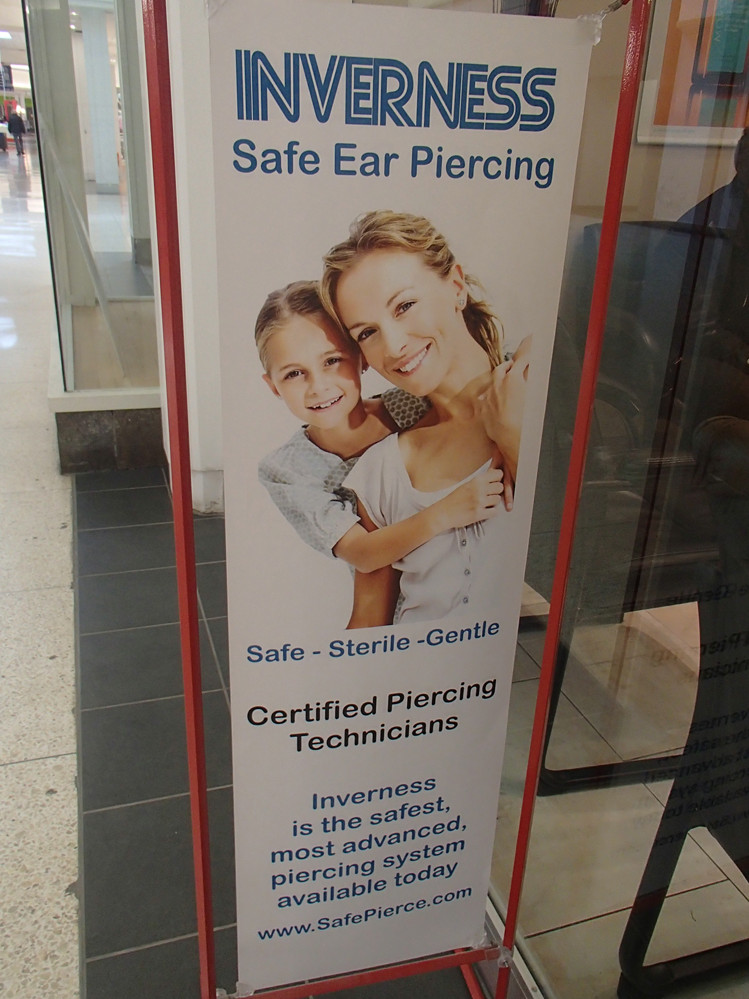 INVERNESS
Safe Ear Piercing
Safe - Sterile -Gentle
Certified Piercing
Technicians
Inverness
is the safest,
most advanced,
piercing system
available today
www.SafePierce.com